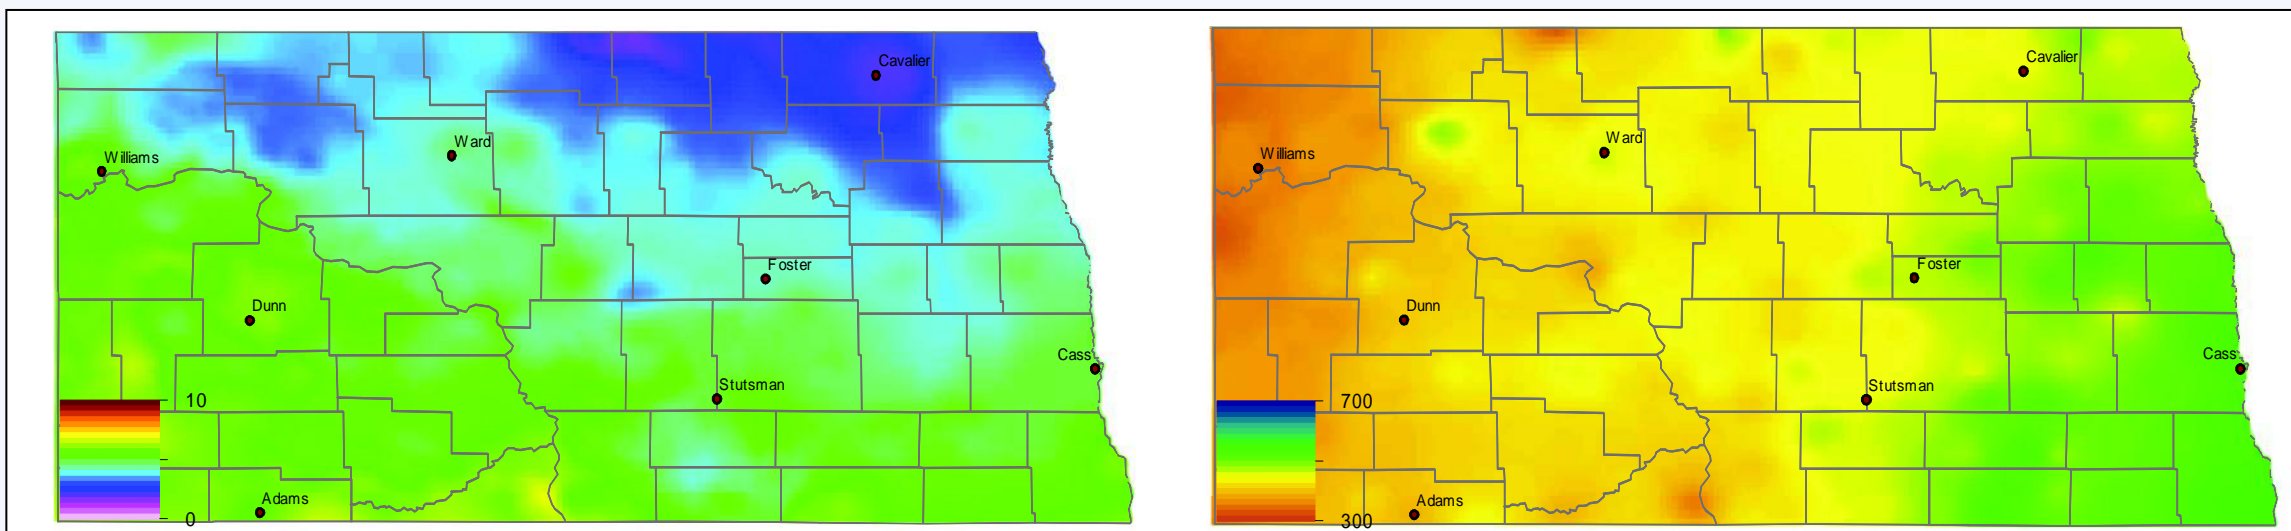 Cavalier
Ward
Williams
Foster
Dunn
Cass
Stutsman
10
Adams
0
Cavalier
Ward
Williams
Foster
Dunn
Cass
Stutsman
700
Adams
300